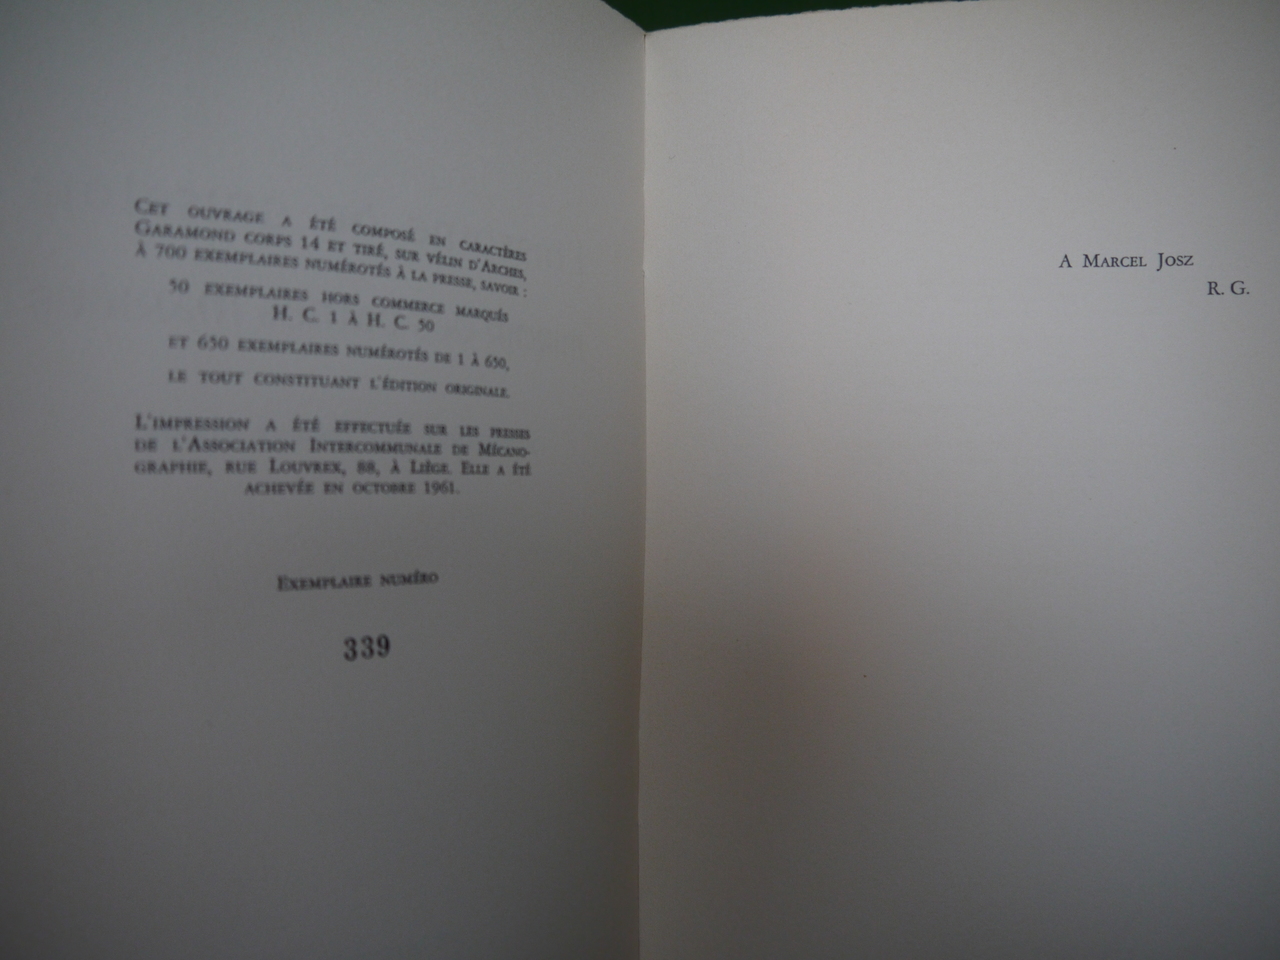 Cet ouvrage a été composé en caractères
Garamond corps 14 et tiré, sur vélin d'Arches,
à 700 exemplaires numérotés à la presse, savoir :
50 exemplaires hors commerce marqués
H. C. 1 à H. C. 50
et 650 exemplaires numérotés de 1 à 650,
le tout constituant l'édition originale.
L'impression a été effectuée sur les presses
de l'Association Intercommunale de Mécano-
graphie, rue Louvrex, 88, à Liège. Elle a été
achevée en octobre 1961.
Exemplaire numéro
339
A Marcel Josz
R. G.